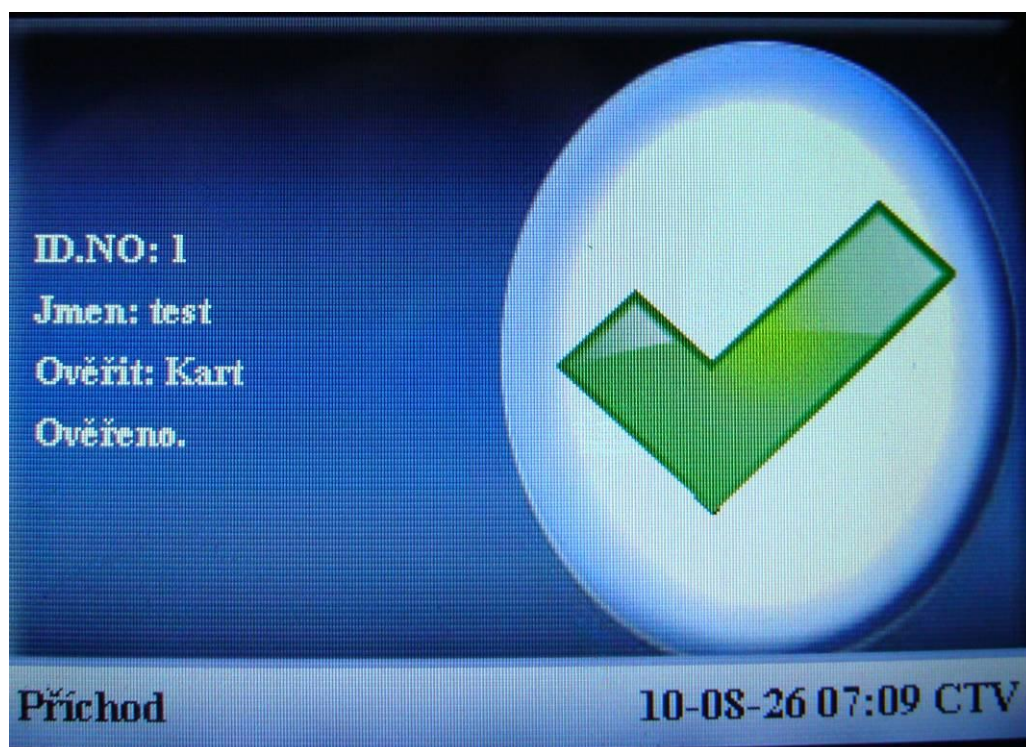 ID.NO: 1
Jmen: test
Ověřit: Kart
Ověřeno.
Příchod 10-08-26 07:09 CTV